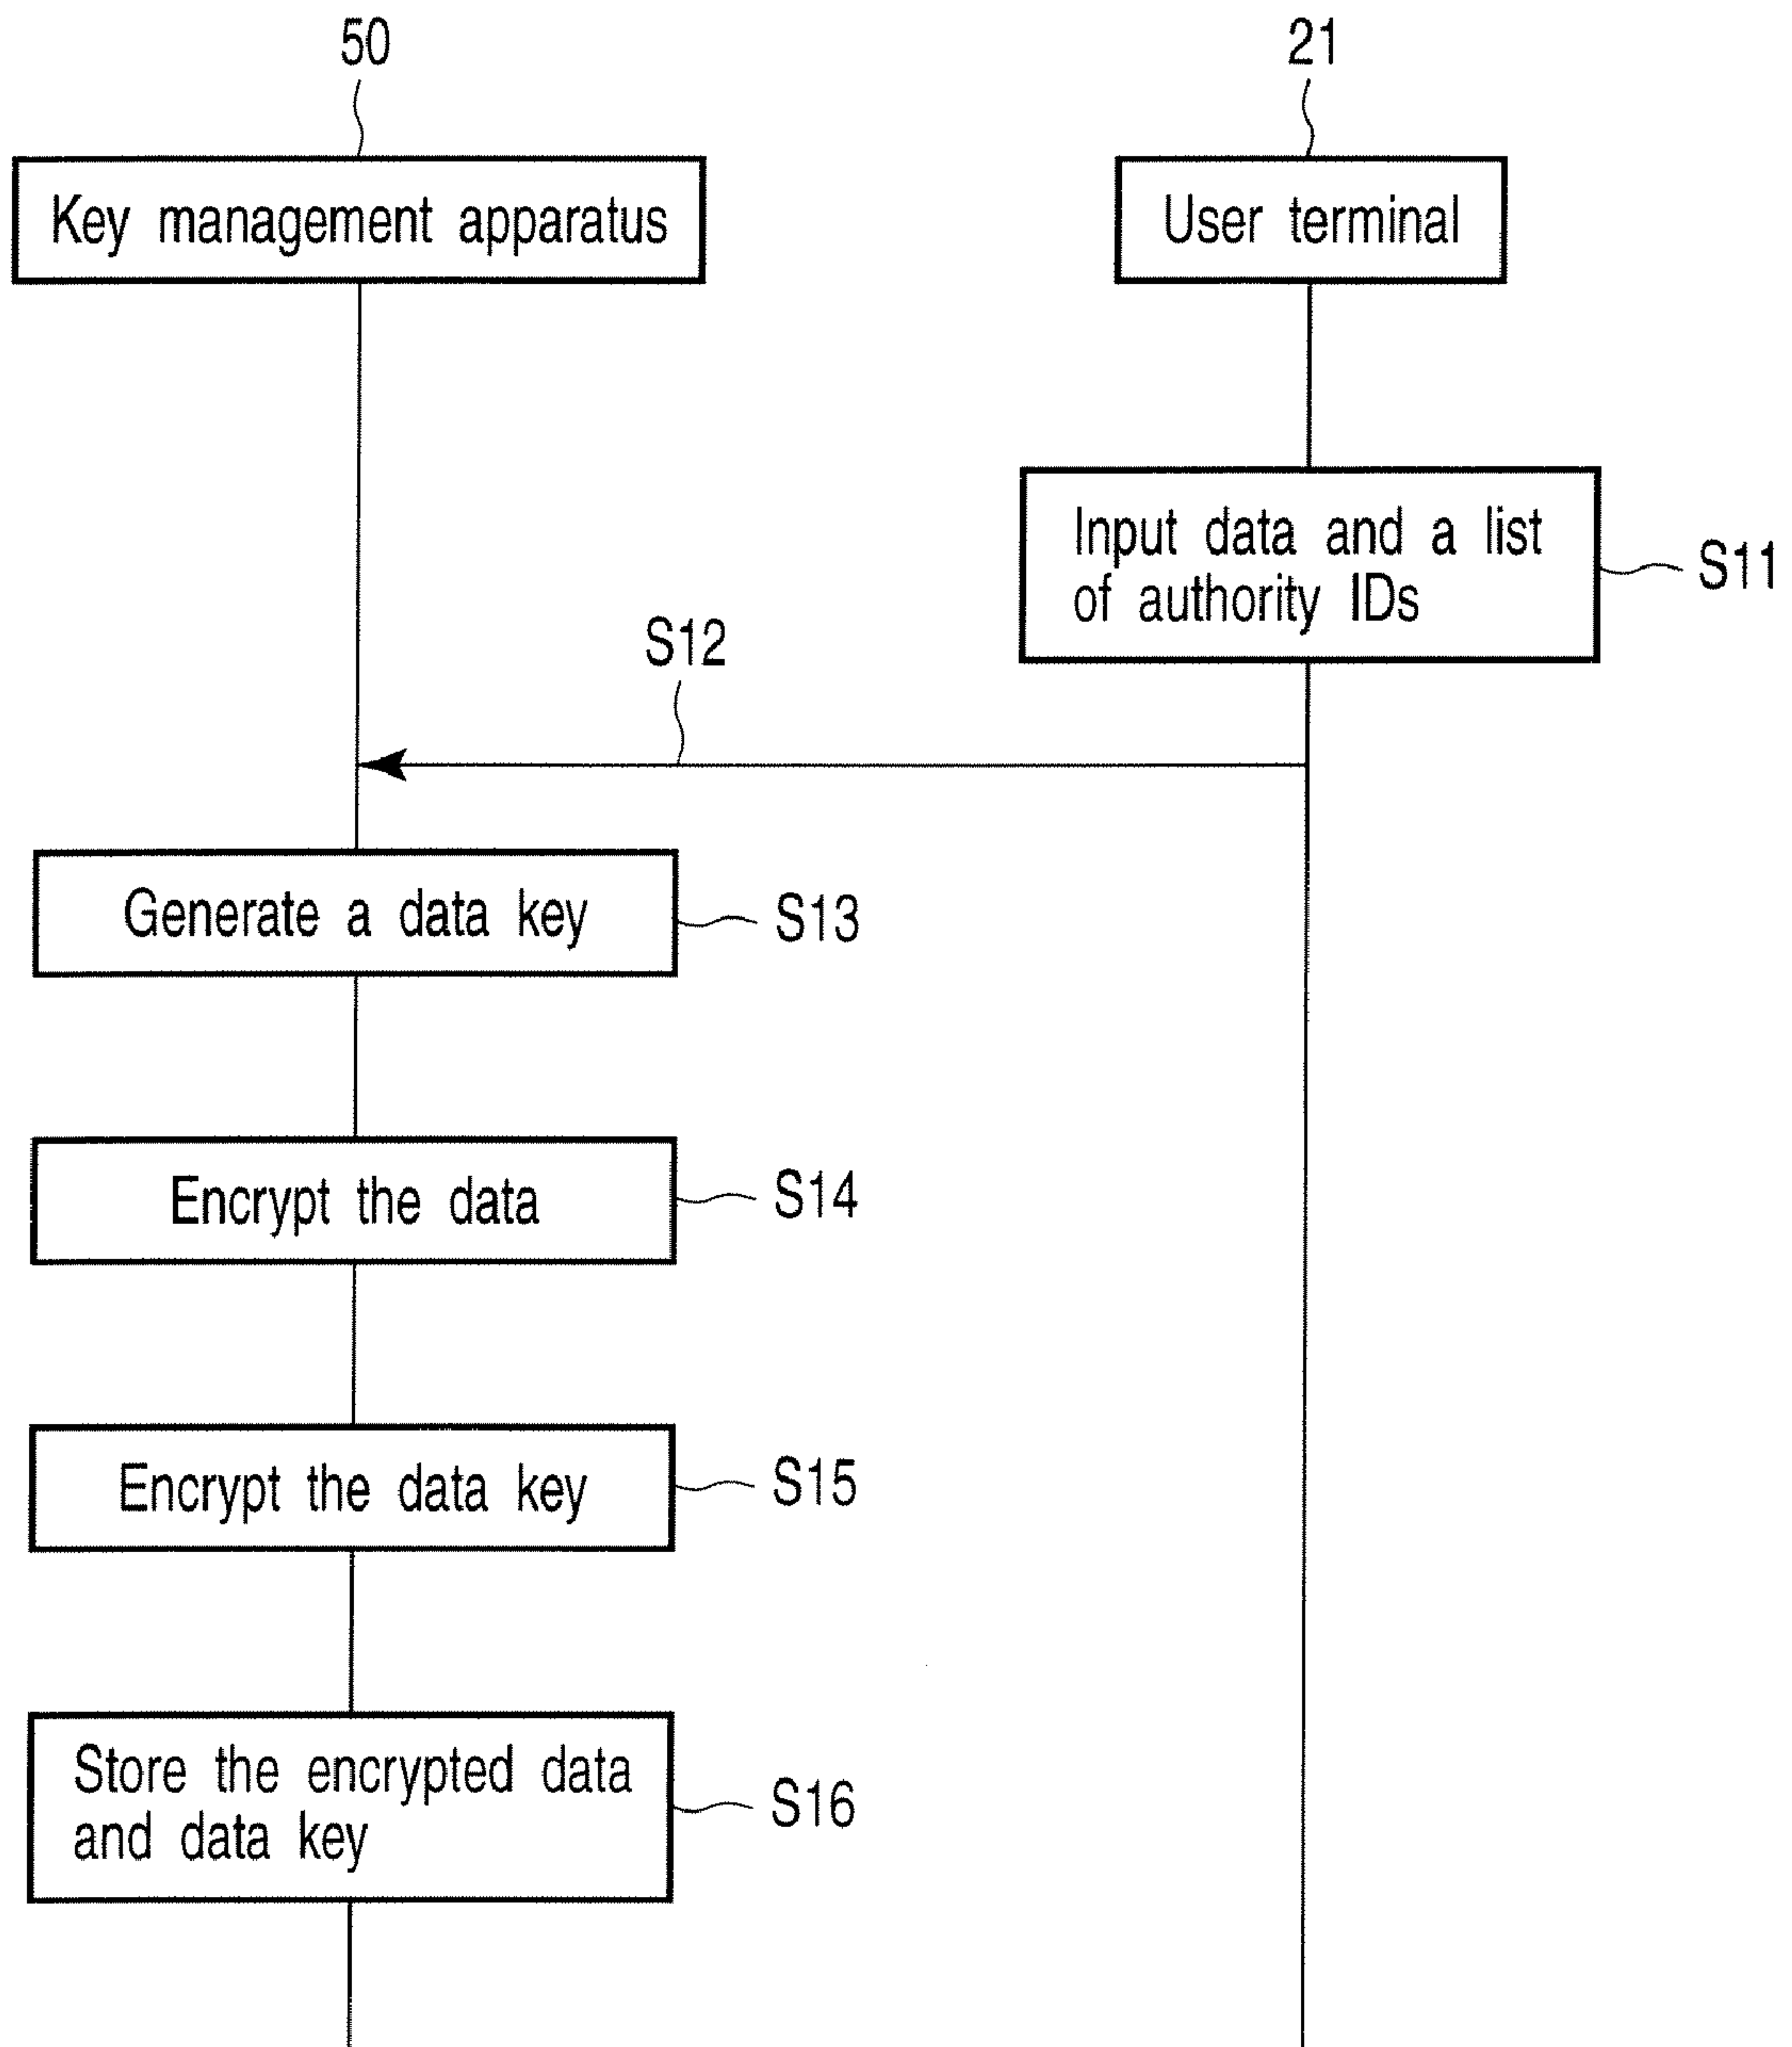 50
21
Key management apparatus
User terminal
Input data and a list
of authority IDs
S11
S12
Generate a data key
S13
Encrypt the data
S14
Encrypt the data key
S15
Store the encrypted data
and data key
S16